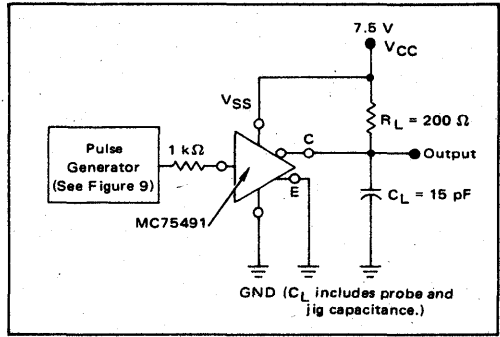 7.5 V
VCC
VSS
RL = 200 Ω
Pulse
Generator
(See Figure 9)
1 kΩ
C
Output
E
CL = 15 pF
MC75491
GND (CL includes probe and
jig capacitance.)